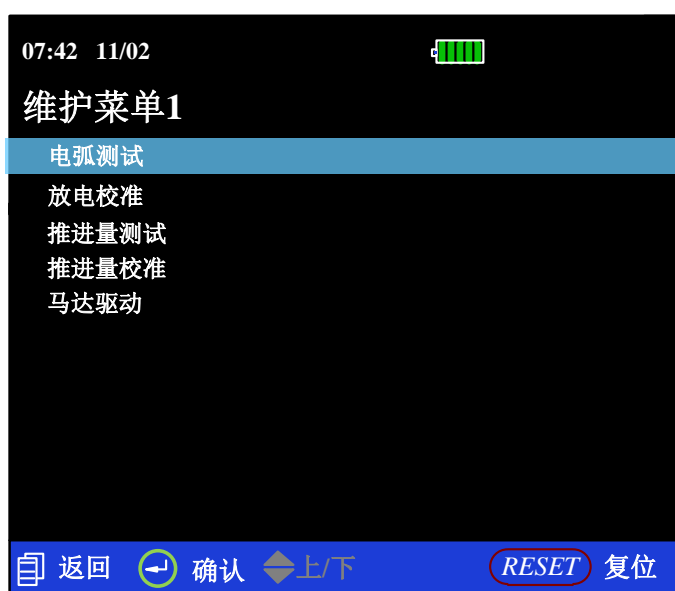 07:42 11/02
维护菜单1
电弧测试
放电校准
推进量测试
推进量校准
马达驱动
返回 确认 上/下 RESET 复位